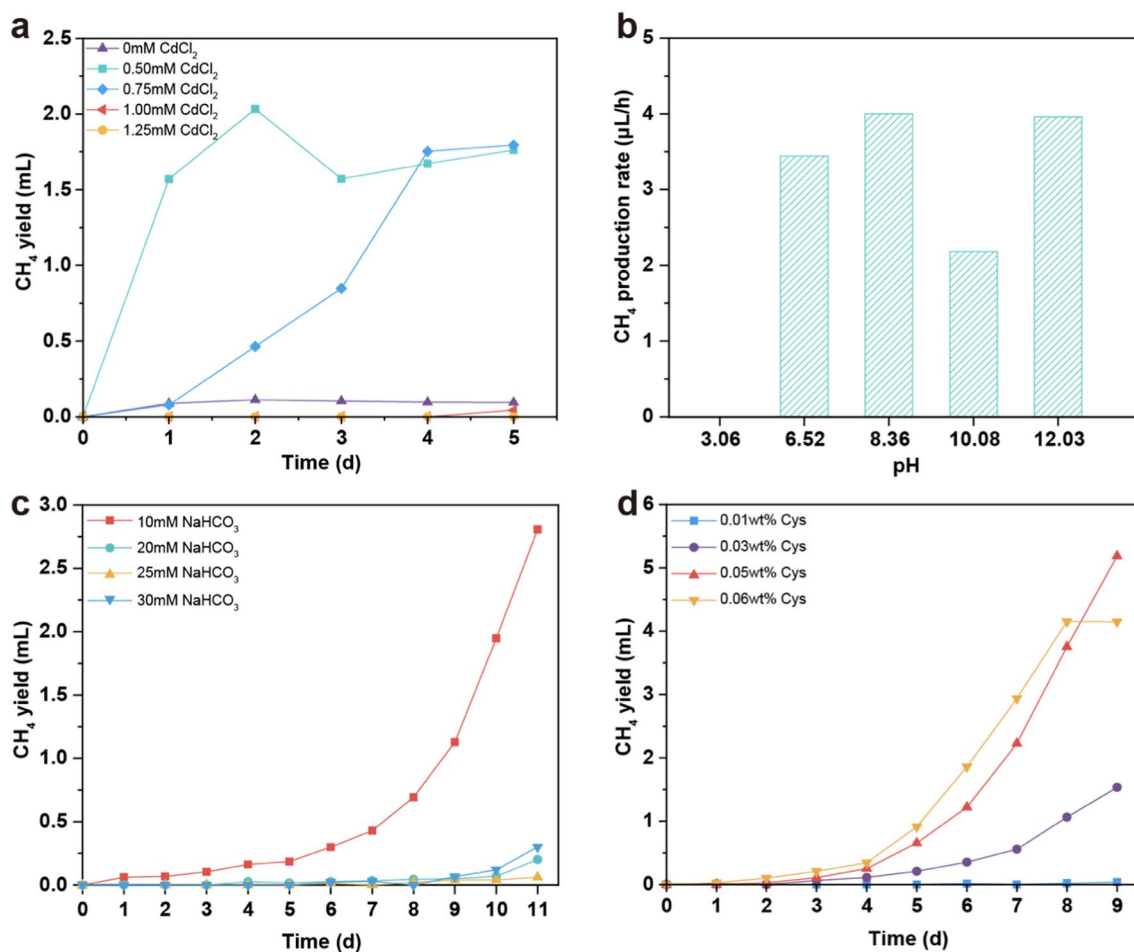 a
CH₄ yield (mL)
2.5
2.0
1.5
1.0
0.5
0.0
0mM CdCl₂
0.50mM CdCl₂
0.75mM CdCl₂
1.00mM CdCl₂
1.25mM CdCl₂
0 1 2 3 4 5
Time (d)
b
CH₄ production rate (μL/h)
5
4
3
2
1
0
3.06 6.52 8.36 10.08 12.03
pH
c
CH₄ yield (mL)
3.0
2.5
2.0
1.5
1.0
0.5
0.0
10mM NaHCO₃
20mM NaHCO₃
25mM NaHCO₃
30mM NaHCO₃
0 1 2 3 4 5 6 7 8 9 10 11
Time (d)
d
CH₄ yield (mL)
6
5
4
3
2
1
0
0.01wt% Cys
0.03wt% Cys
0.05wt% Cys
0.06wt% Cys
0 1 2 3 4 5 6 7 8 9
Time (d)